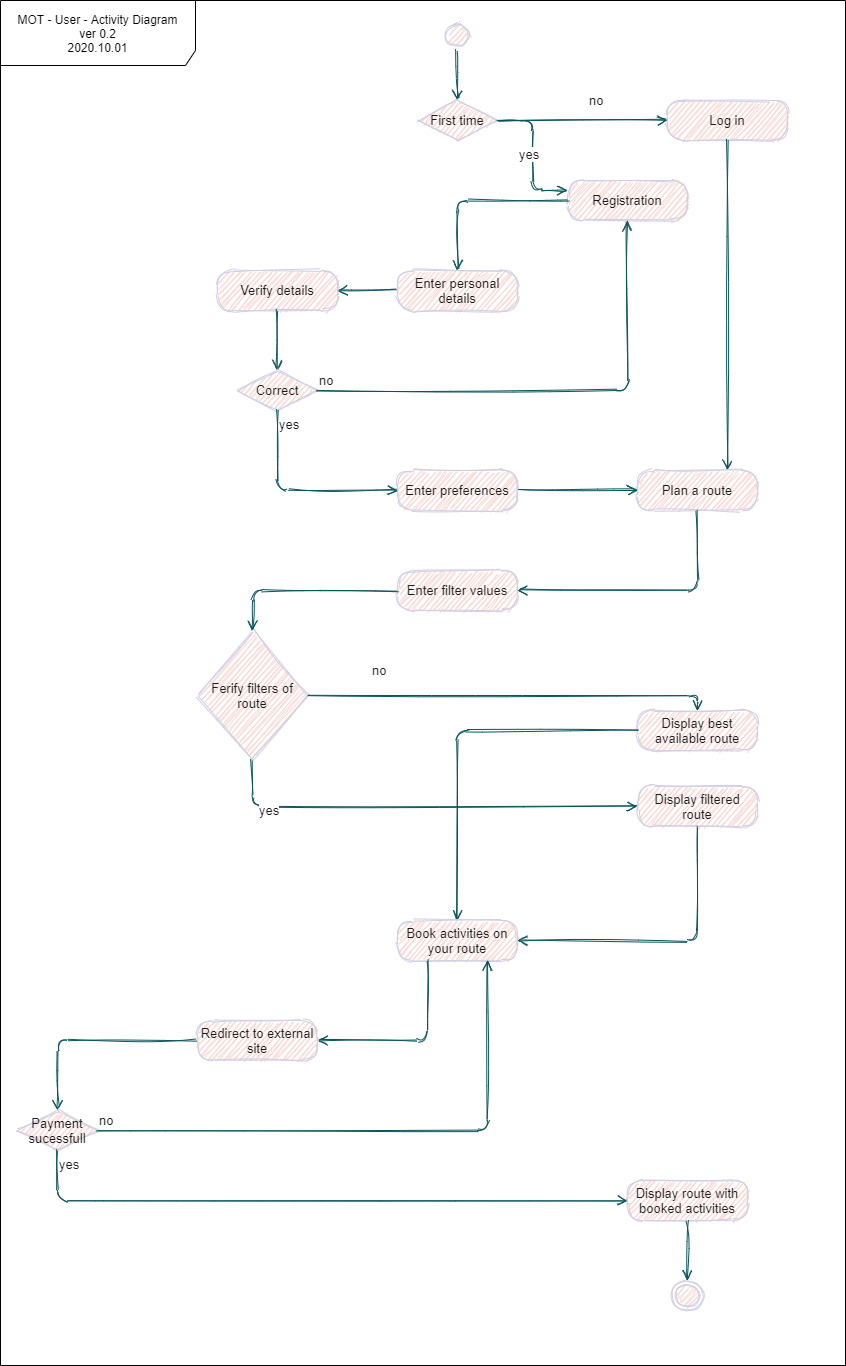 MOT - User - Activity Diagram
ver 0.2
2020.10.01
First time
no
Log in
yes
Registration
Enter personal
details
Verify details
Correct
no
yes
Enter preferences
Plan a route
Enter filter values
Ferify filters of
route
no
Display best
available route
yes
Display filtered
route
Book activities on
your route
Redirect to external
site
Payment
sucessfull
no
yes
Display route with
booked activities